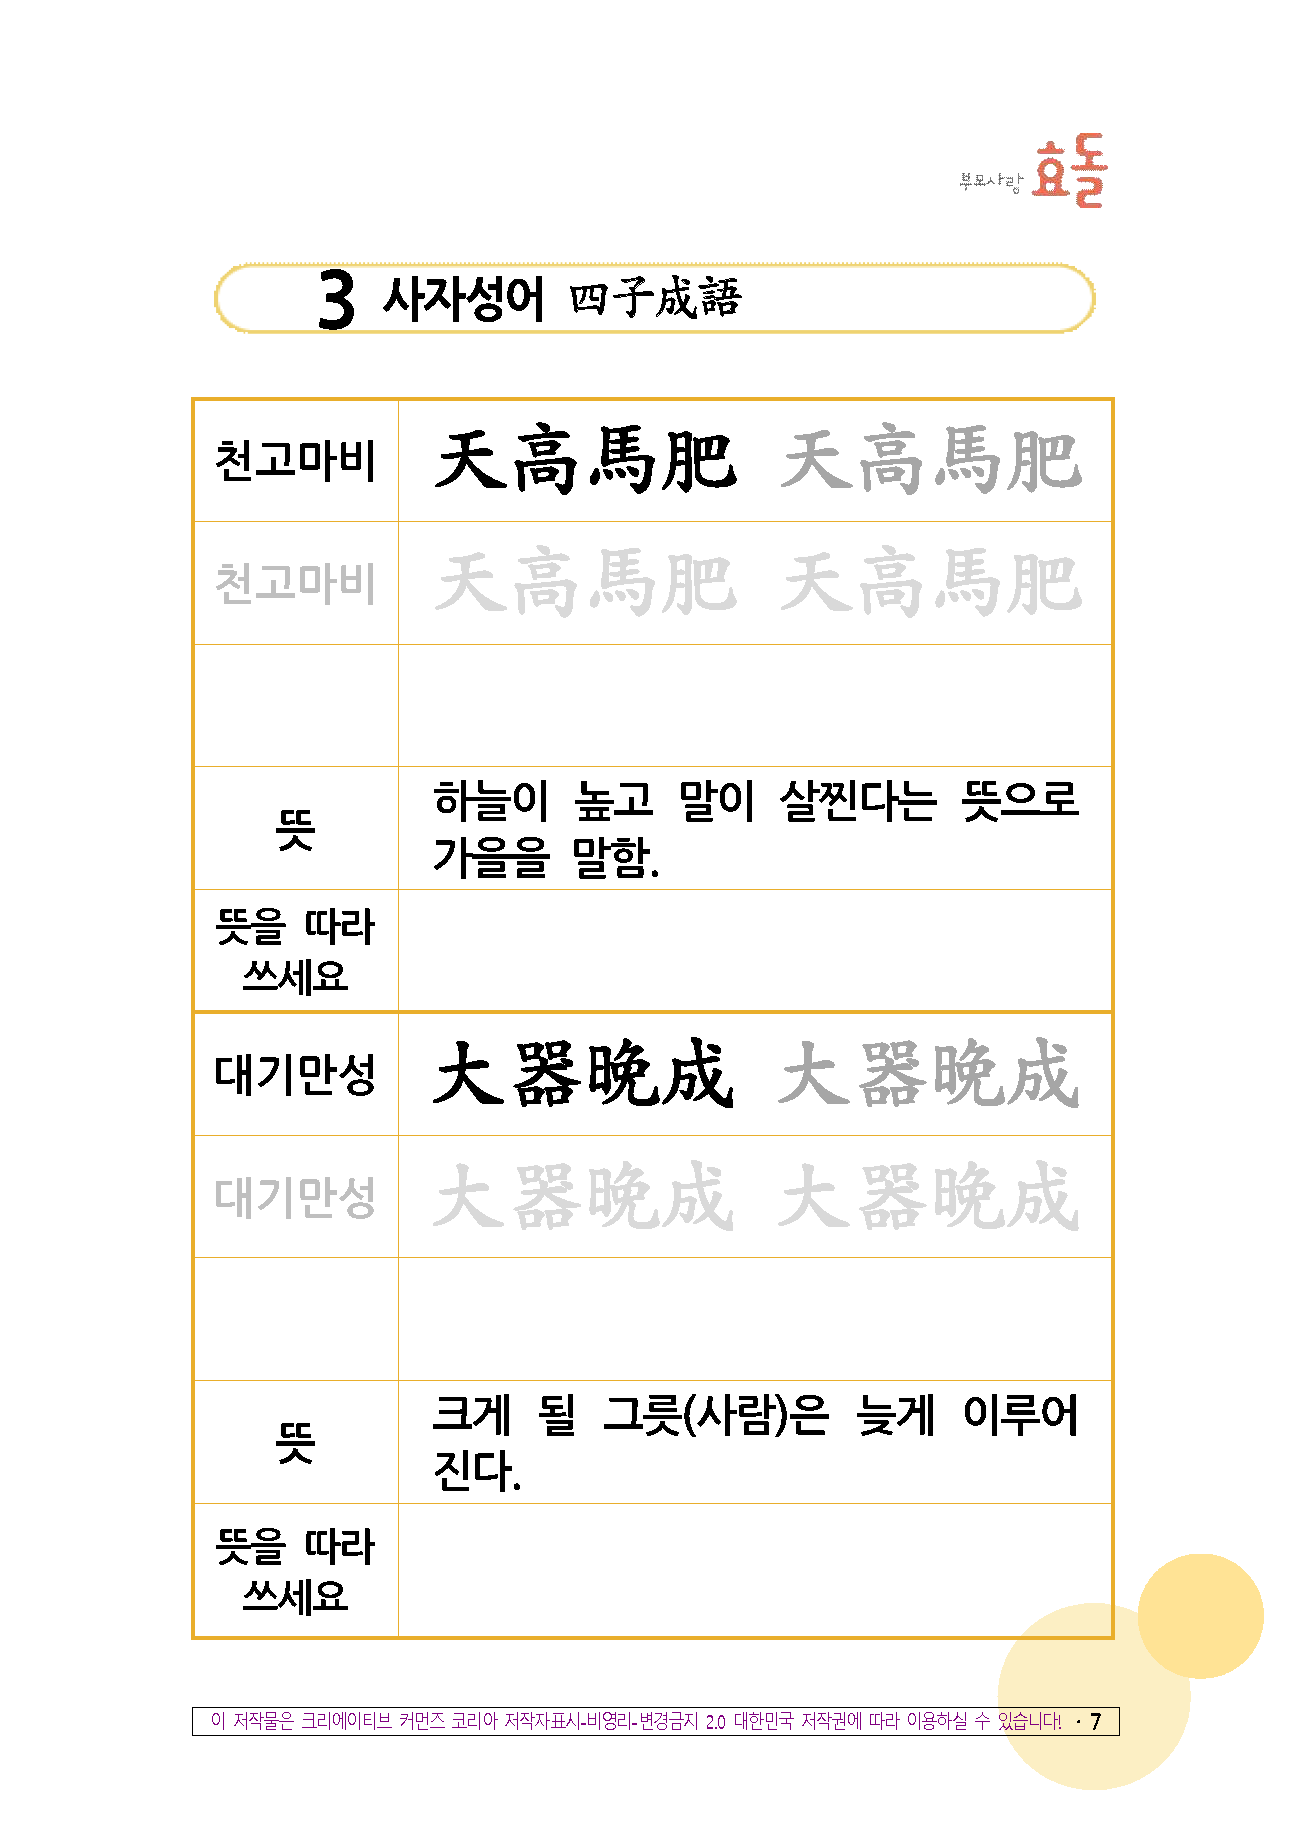 부모사랑 효돌
3 사자성어 四子成語
천고마비 天高馬肥 天高馬肥
천고마비 天高馬肥 天高馬肥
뜻
하늘이 높고 말이 살찐다는 뜻으로
가을을 말함.
뜻을 따라
쓰세요
대기만성 大器晩成 大器晩成
대기만성 大器晩成 大器晩成
뜻
크게 될 그릇(사람)은 늦게 이루어
진다.
뜻을 따라
쓰세요
이 저작물은 크리에이티브 커먼즈 코리아 저작자표시-비영리-변경금지 2.0 대한민국 저작권에 따라 이용하실 수 있습니다! · 7